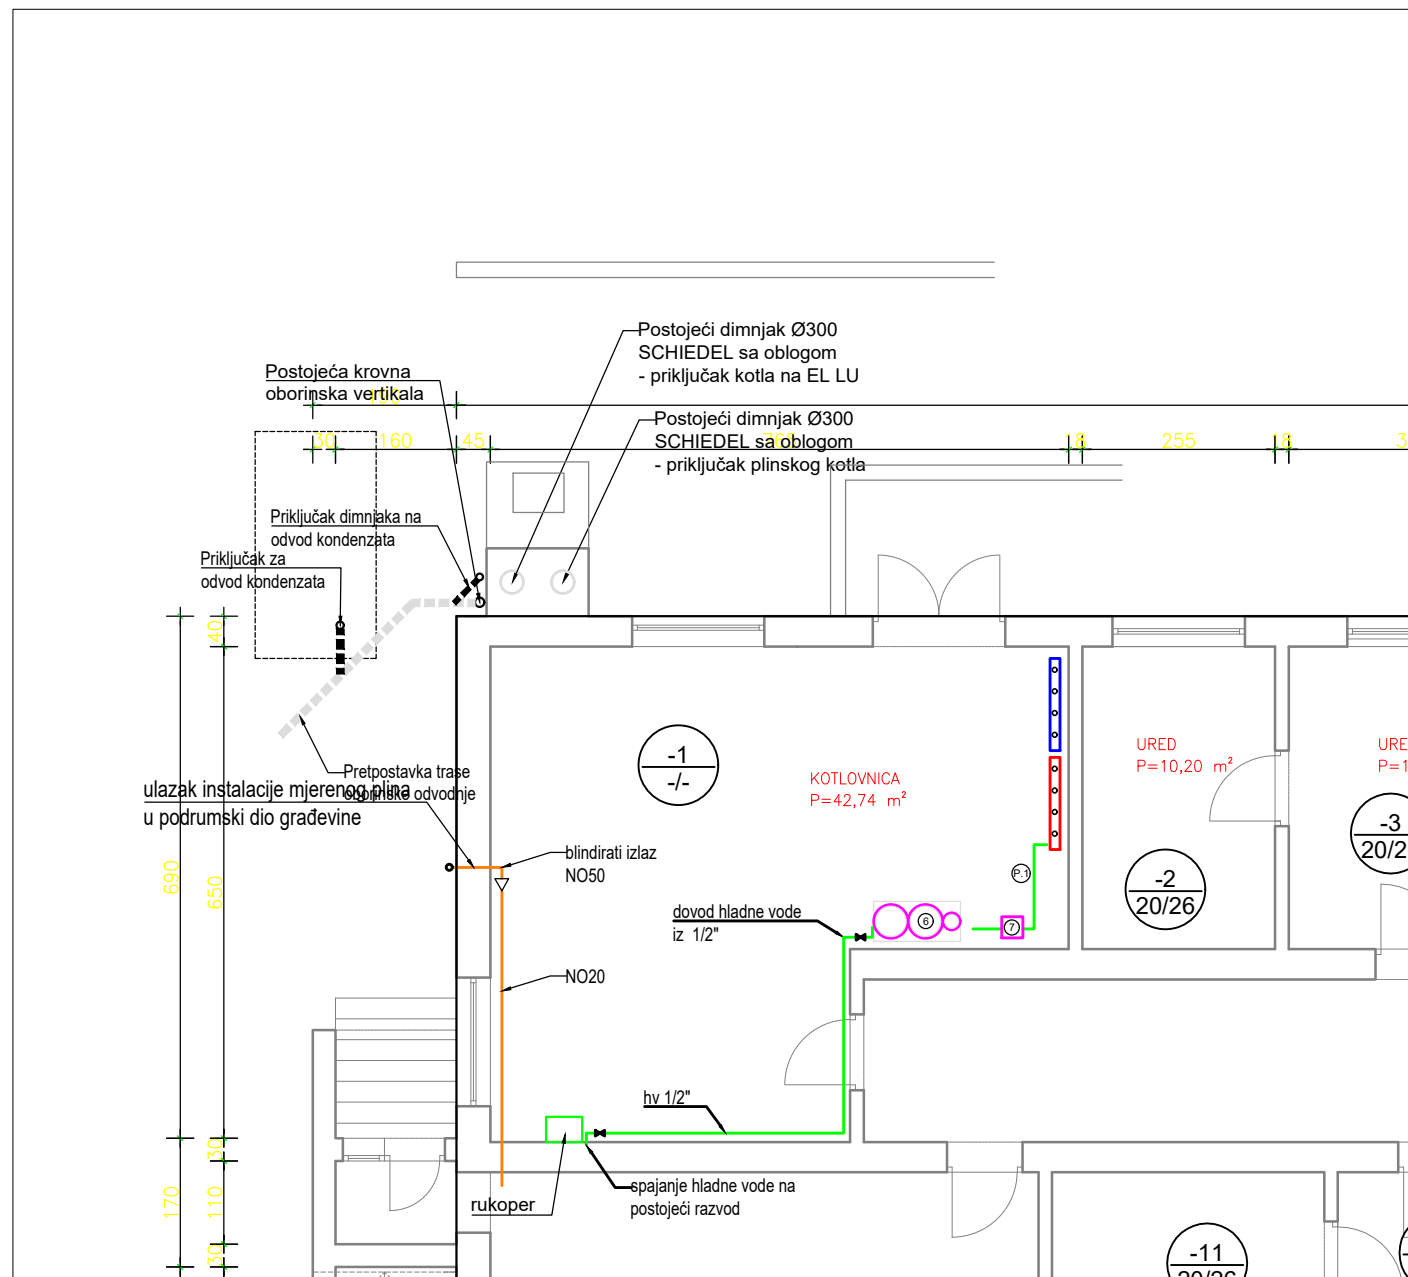 Postojeći dimnjak Ø300
SCHIEDEL sa oblogom
- priključak kotla na EL LU
Postojeća krovna
oborinska vertikala
Postojeći dimnjak Ø300
SCHIEDEL sa oblogom
- priključak plinskog kotla
30
160
45
18
255
18
Priključak dimnjaka na
odvod kondenzata
Priključak za
odvod kondenzata
40
-1
-/-
KOTLOVNICA
P=42,74 m²
URED
P=10,20 m²
Pretpostavka trase
oborinske odvodnje
ulazak instalacije mjerenog plina
u podrumski dio građevine
-3
blindirati izlaz
NO50
P.1
690
650
-2
20/26
dovod hladne vode
iz 1/2"
6
7
NO20
hv 1/2"
30
spajanje hladne vode na
postojeći razvod
rukoper
170
110
30
-11
20/26